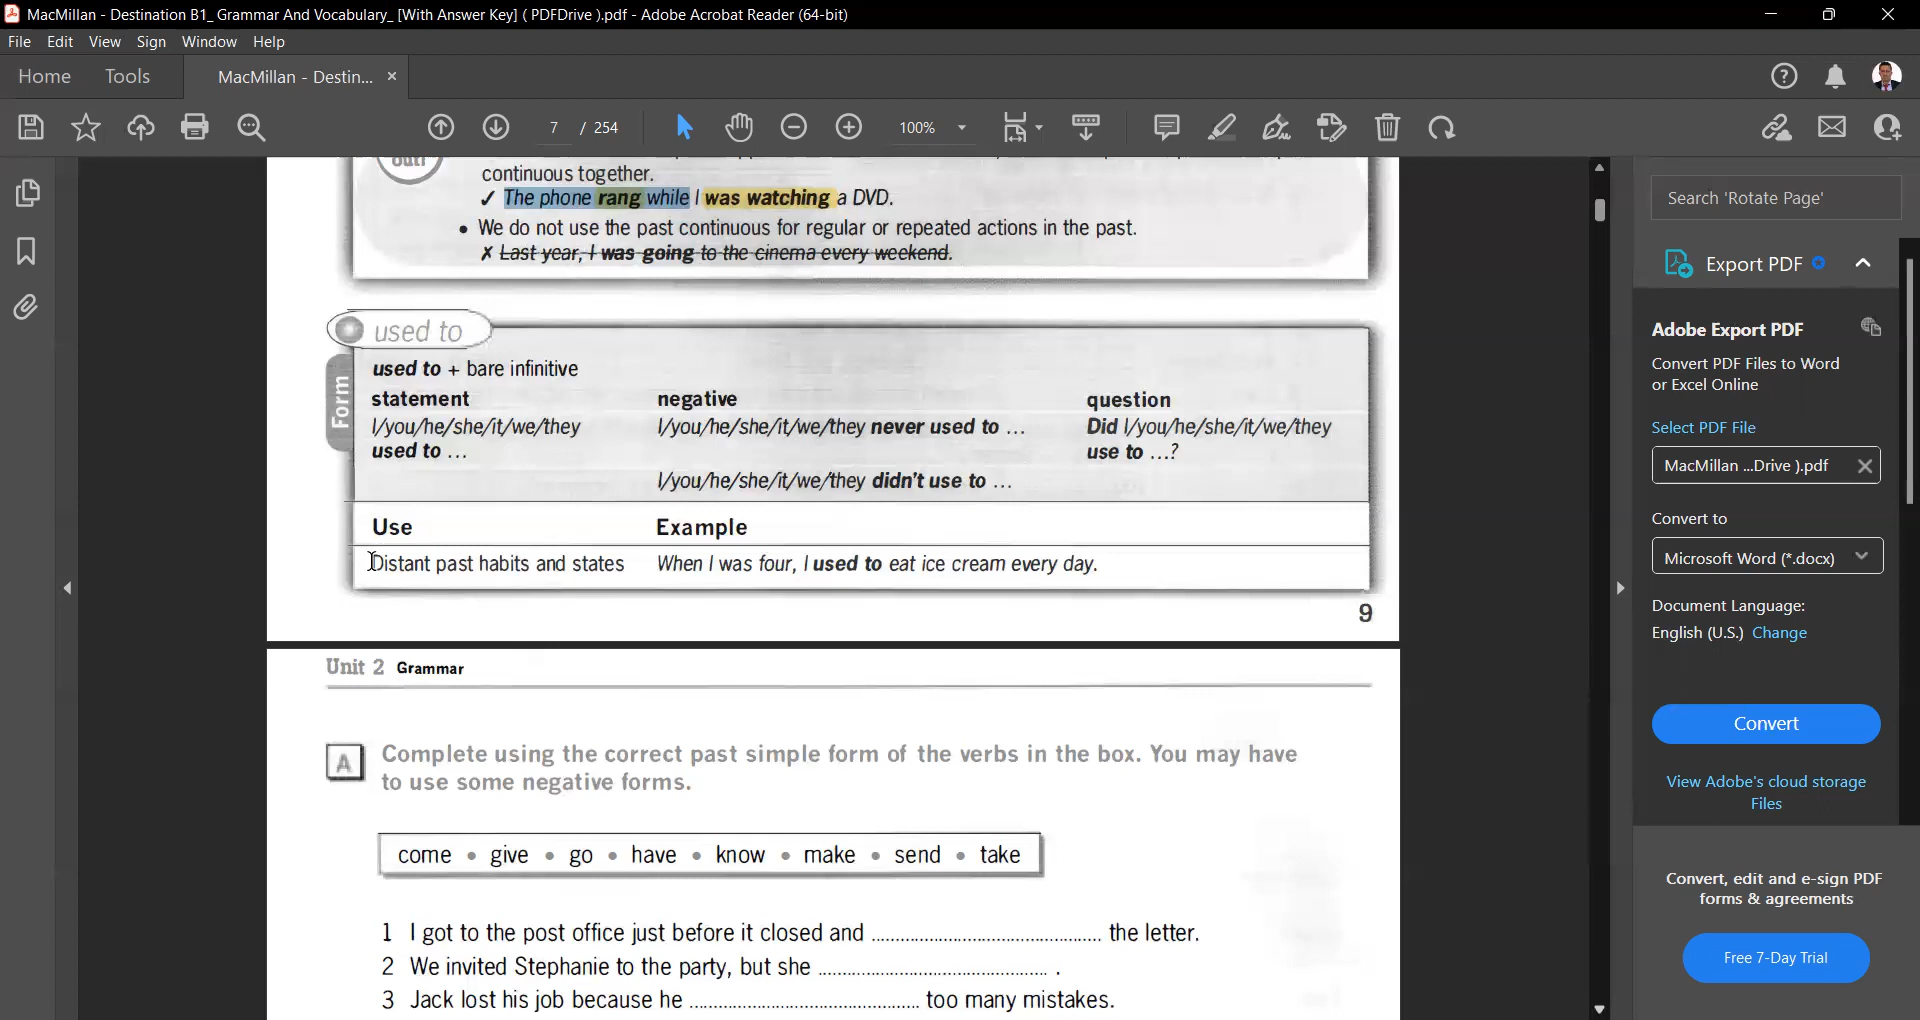 MacMillan - Destination B1_ Grammar And Vocabulary_ [With Answer Key] ( PDFDrive ).pdf - Adobe Acrobat Reader (64-bit)
File Edit View Sign Window Help
Home Tools MacMillan - Destin... ×
7 / 254 100%
continuous together.
✓ The phone rang while I was watching a DVD.
• We do not use the past continuous for regular or repeated actions in the past.
✗ Last year, I was going to the cinema every weekend.
used to
Form
used to + bare infinitive
statement negative question
I/you/he/she/it/we/they I/you/he/she/it/we/they never used to ... Did I/you/he/she/it/we/they
used to ... use to ...?
I/you/he/she/it/we/they didn't use to ...
Use Example
Distant past habits and states When I was four, I used to eat ice cream every day.
9
Unit 2 Grammar
A Complete using the correct past simple form of the verbs in the box. You may have
to use some negative forms.
come • give • go • have • know • make • send • take
1 I got to the post office just before it closed and ........................................... the letter.
2 We invited Stephanie to the party, but she ........................................... .
3 Jack lost his job because he ........................................... too many mistakes.
Search 'Rotate Page'
Export PDF
Adobe Export PDF
Convert PDF Files to Word
or Excel Online
Select PDF File
MacMillan ...Drive ).pdf
Convert to
Microsoft Word (*.docx)
Document Language:
English (U.S.) Change
Convert
View Adobe's cloud storage
Files
Convert, edit and e-sign PDF
forms & agreements
Free 7-Day Trial